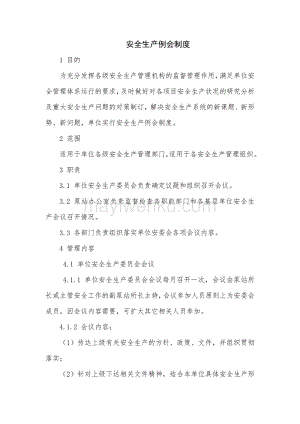 安全生产例会制度
1 目的
为充分发挥各级安全生产管理机构的监督管理作用，满足单位安
全管理体系运行的要求，及时做好对各项目安全生产状况的研究分析
及重大安全生产问题的对策制订，解决安全生产系统的新课题、新形
势、新问题，单位实行安全生产例会制度。
2 范围
适用于单位各级安全生产管理部门，适用于各安全生产管理组织。
3 职责
3.1 单位安全生产委员会负责确定议题和组织召开会议。
3.2 原站办公室负责监督检查各职能部门和各基层单位安全生
产会议召开情况。
3.3 各部门负责组织落实单位安委会各项会议内容。
4 管理内容
4.1 单位安全生产委员会会议
4.1.1 单位安全生产委员会会议每月召开一次，会议由泵站所
长或主管安全工作的副原站所长主持。会议参加人员原则上为安委会
成员。因会议内容需要，可扩大其它相关人员参加。
4.1.2 会议内容：
（1）传达上级有关安全生产的方针、政策、文件，并组织贯彻
落实；
（2）针对上级下达相关文件精神，结合本单位具体安全生产形